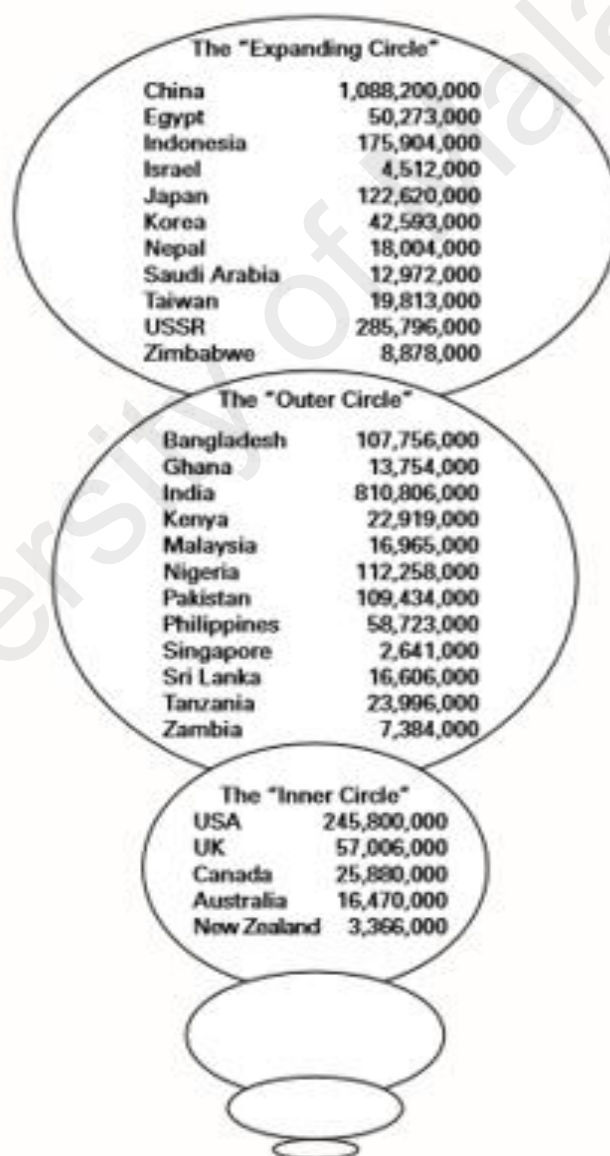 The "Expanding Circle"
China 1,088,200,000
Egypt 50,273,000
Indonesia 175,904,000
Israel 4,512,000
Japan 122,620,000
Korea 42,593,000
Nepal 18,004,000
Saudi Arabia 12,972,000
Taiwan 19,813,000
USSR 285,796,000
Zimbabwe 8,878,000
The "Outer Circle"
Bangladesh 107,756,000
Ghana 13,754,000
India 810,806,000
Kenya 22,919,000
Malaysia 16,965,000
Nigeria 112,258,000
Pakistan 109,434,000
Philippines 58,723,000
Singapore 2,641,000
Sri Lanka 16,606,000
Tanzania 23,996,000
Zambia 7,384,000
The "Inner Circle"
USA 245,800,000
UK 57,006,000
Canada 25,880,000
Australia 16,470,000
New Zealand 3,366,000
ersity of Mala